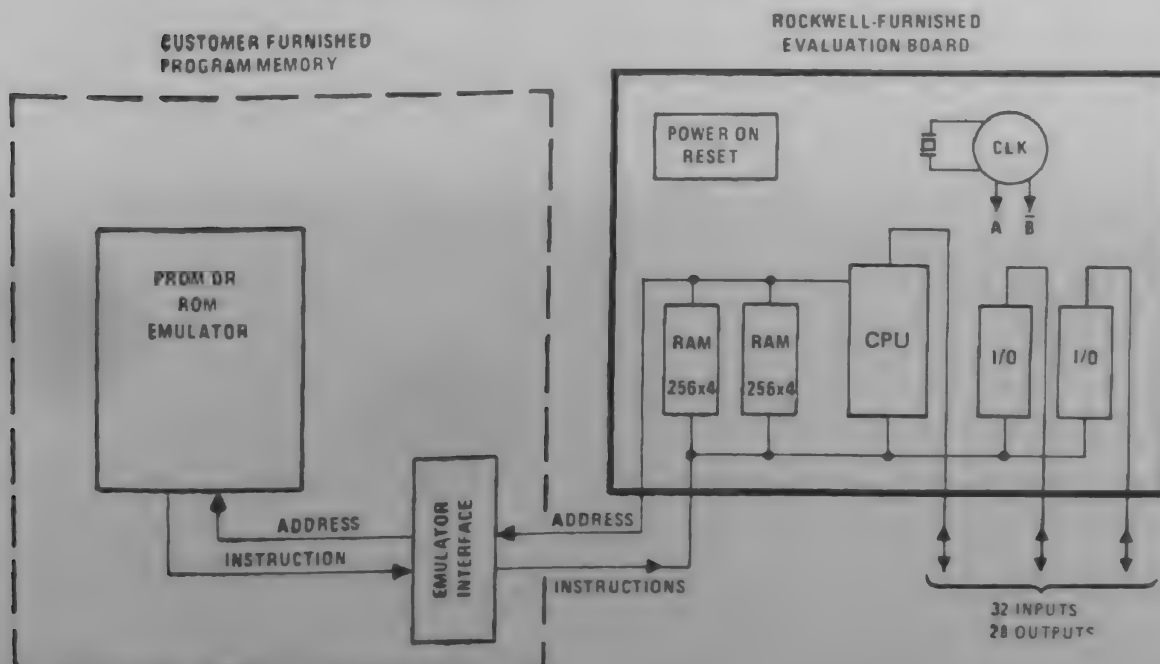 CUSTOMER FURNISHED
PROGRAM MEMORY
ROCKWELL-FURNISHED
EVALUATION BOARD
POWER ON
RESET
CLK
A
B̅
PROM OR
ROM
EMULATOR
RAM
256x4
RAM
256x4
CPU
I/O
I/O
EMULATOR
INTERFACE
ADDRESS
INSTRUCTION
ADDRESS
INSTRUCTIONS
32 INPUTS
28 OUTPUTS